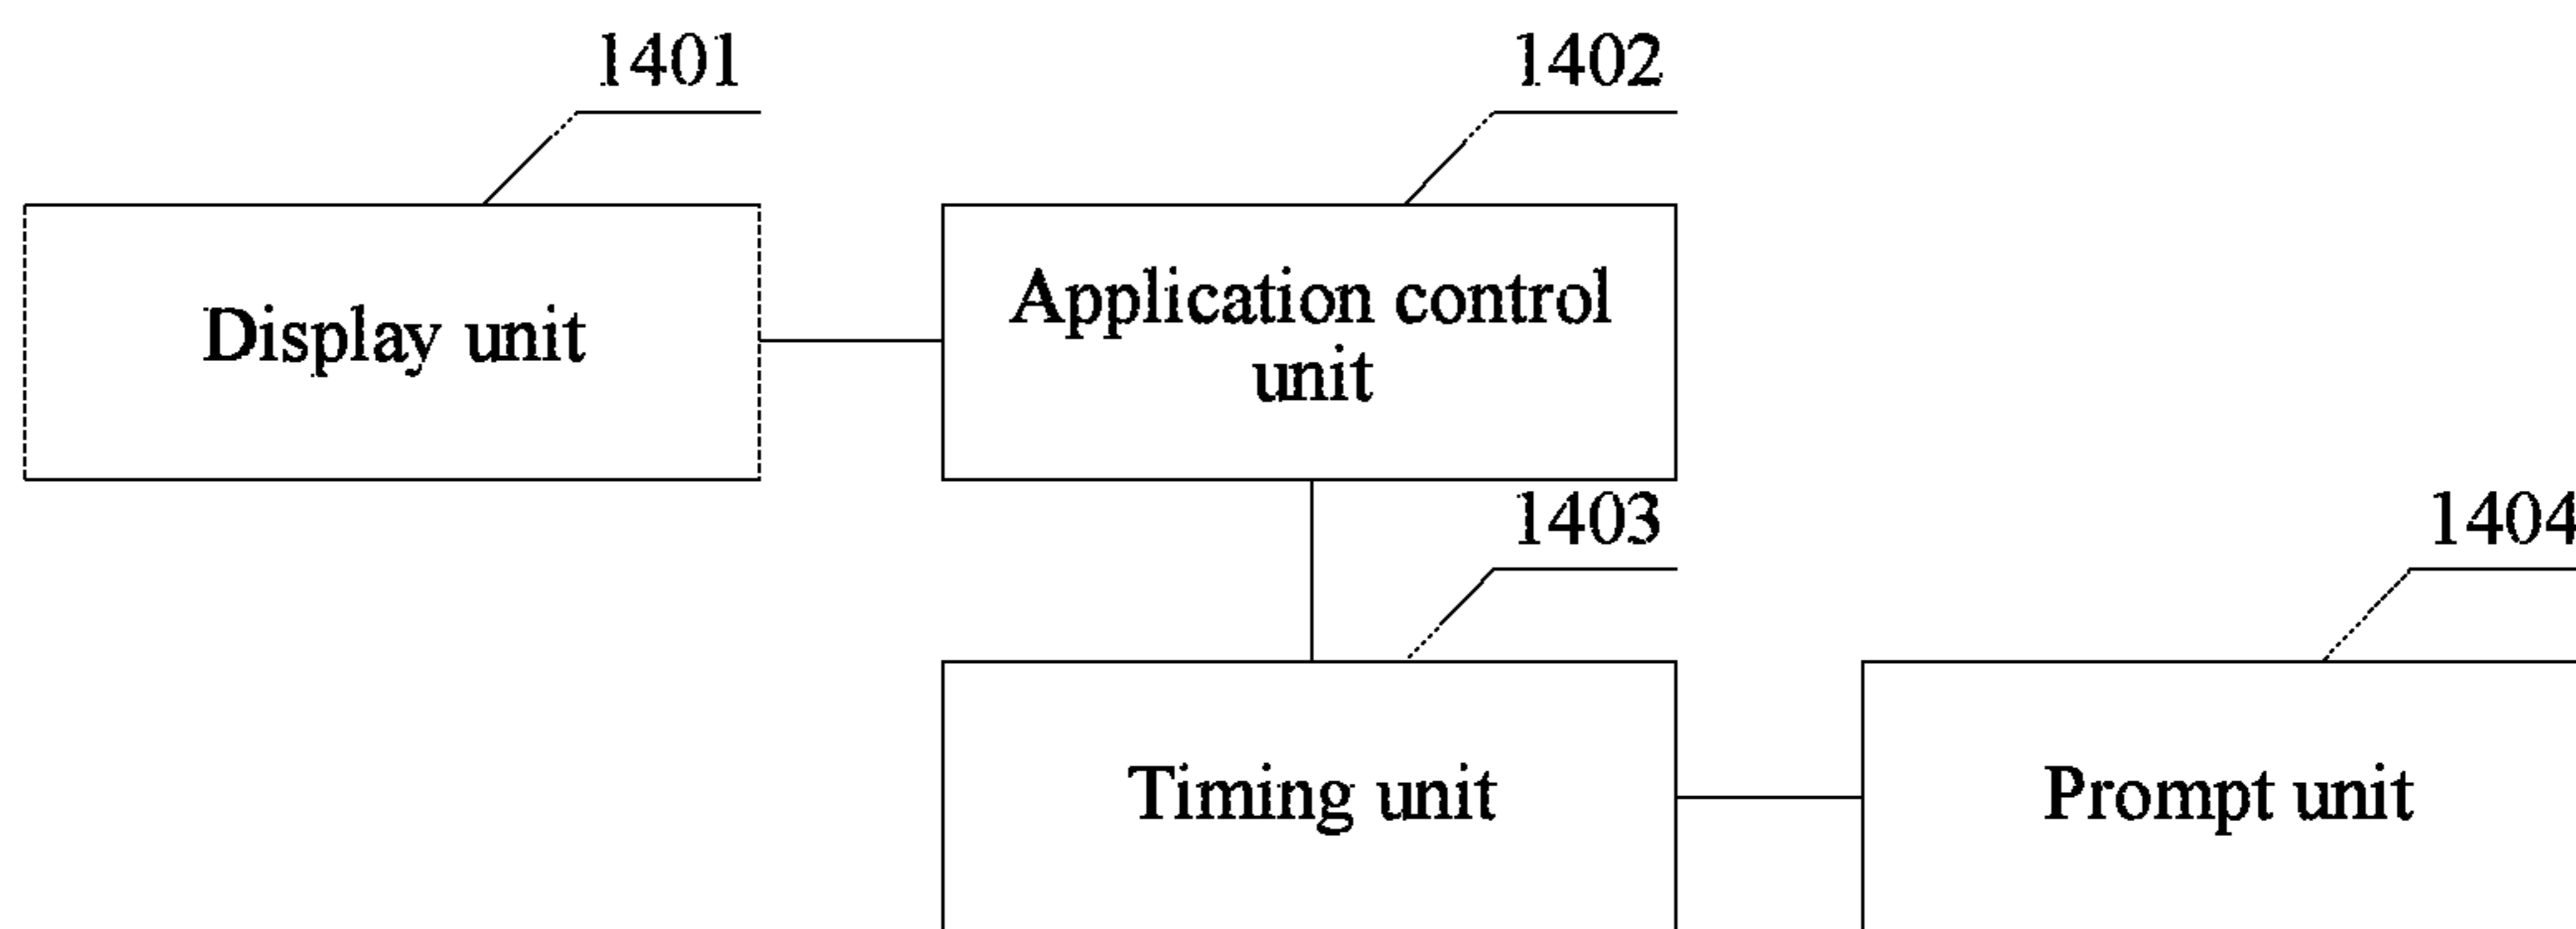 1401
1402
Display unit
Application control
unit
1403
1404
Timing unit
Prompt unit